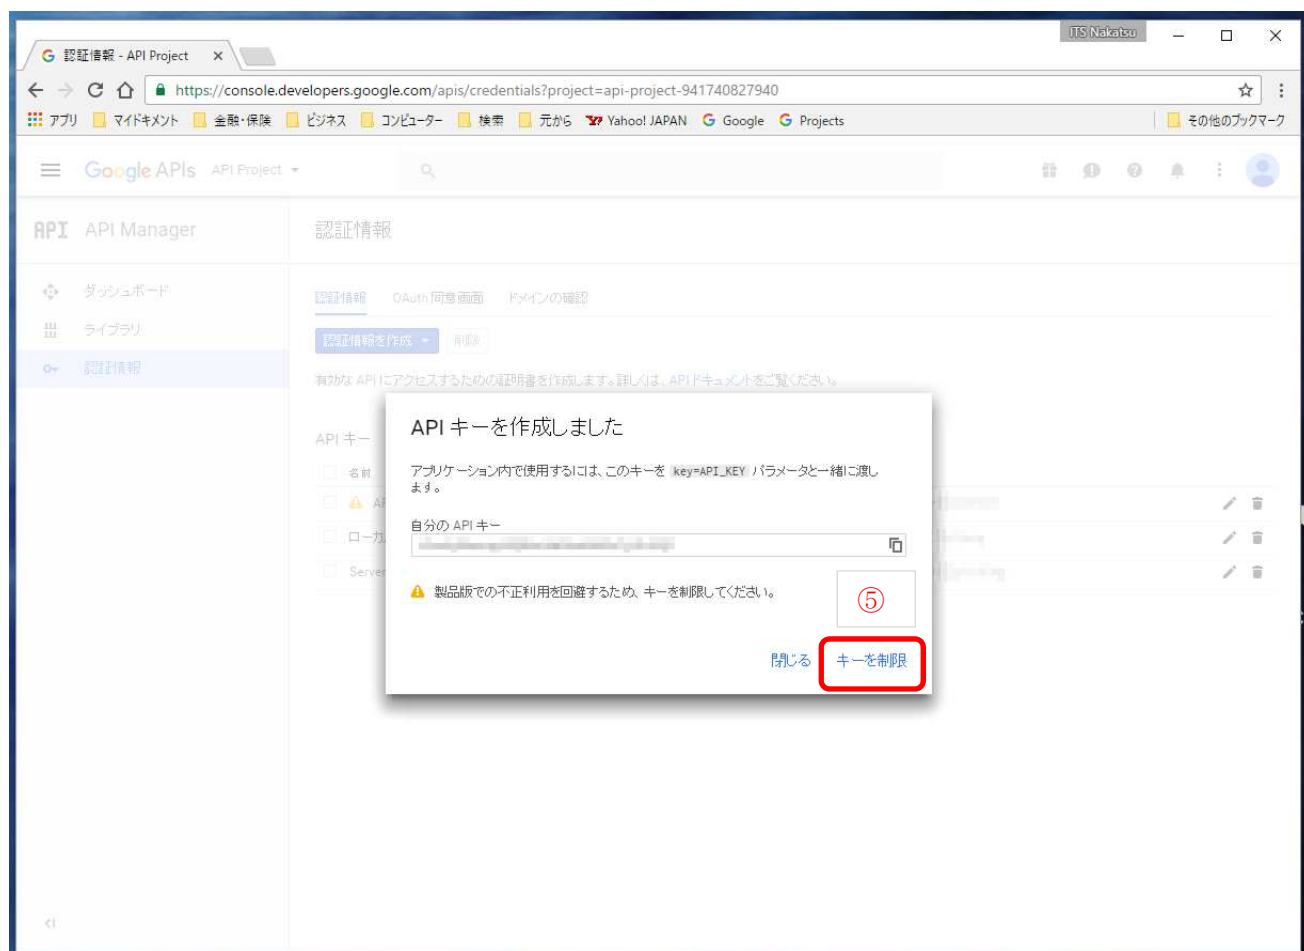 ITS Nakatsu
認証情報 - API Project
https://console.developers.google.com/apis/credentials?project=api-project-941740827940
アプリ マイドキメント 金融・保険 ビジネス コンピューター 検索 元から Yahoo! JAPAN Google Projects その他のブックマーク
Google APIs API Project
API API Manager 認証情報
ダッシュボード
ライブラリ
認証情報
認証情報 OAuth 同意画面 ドメインの確認
認証情報を作成 削除
有効な API にアクセスするための証明書を作成します。詳しくは、API ドキュメントをご覧ください。
API キー
名前
ローカ
Server
API キーを作成しました
アプリケーション内で使用するには、このキーを key=API_KEY パラメータと一緒に渡し
ます。
自分の API キー
製品版での不正利用を回避するため、キーを制限してください。
⑤
閉じる キーを制限